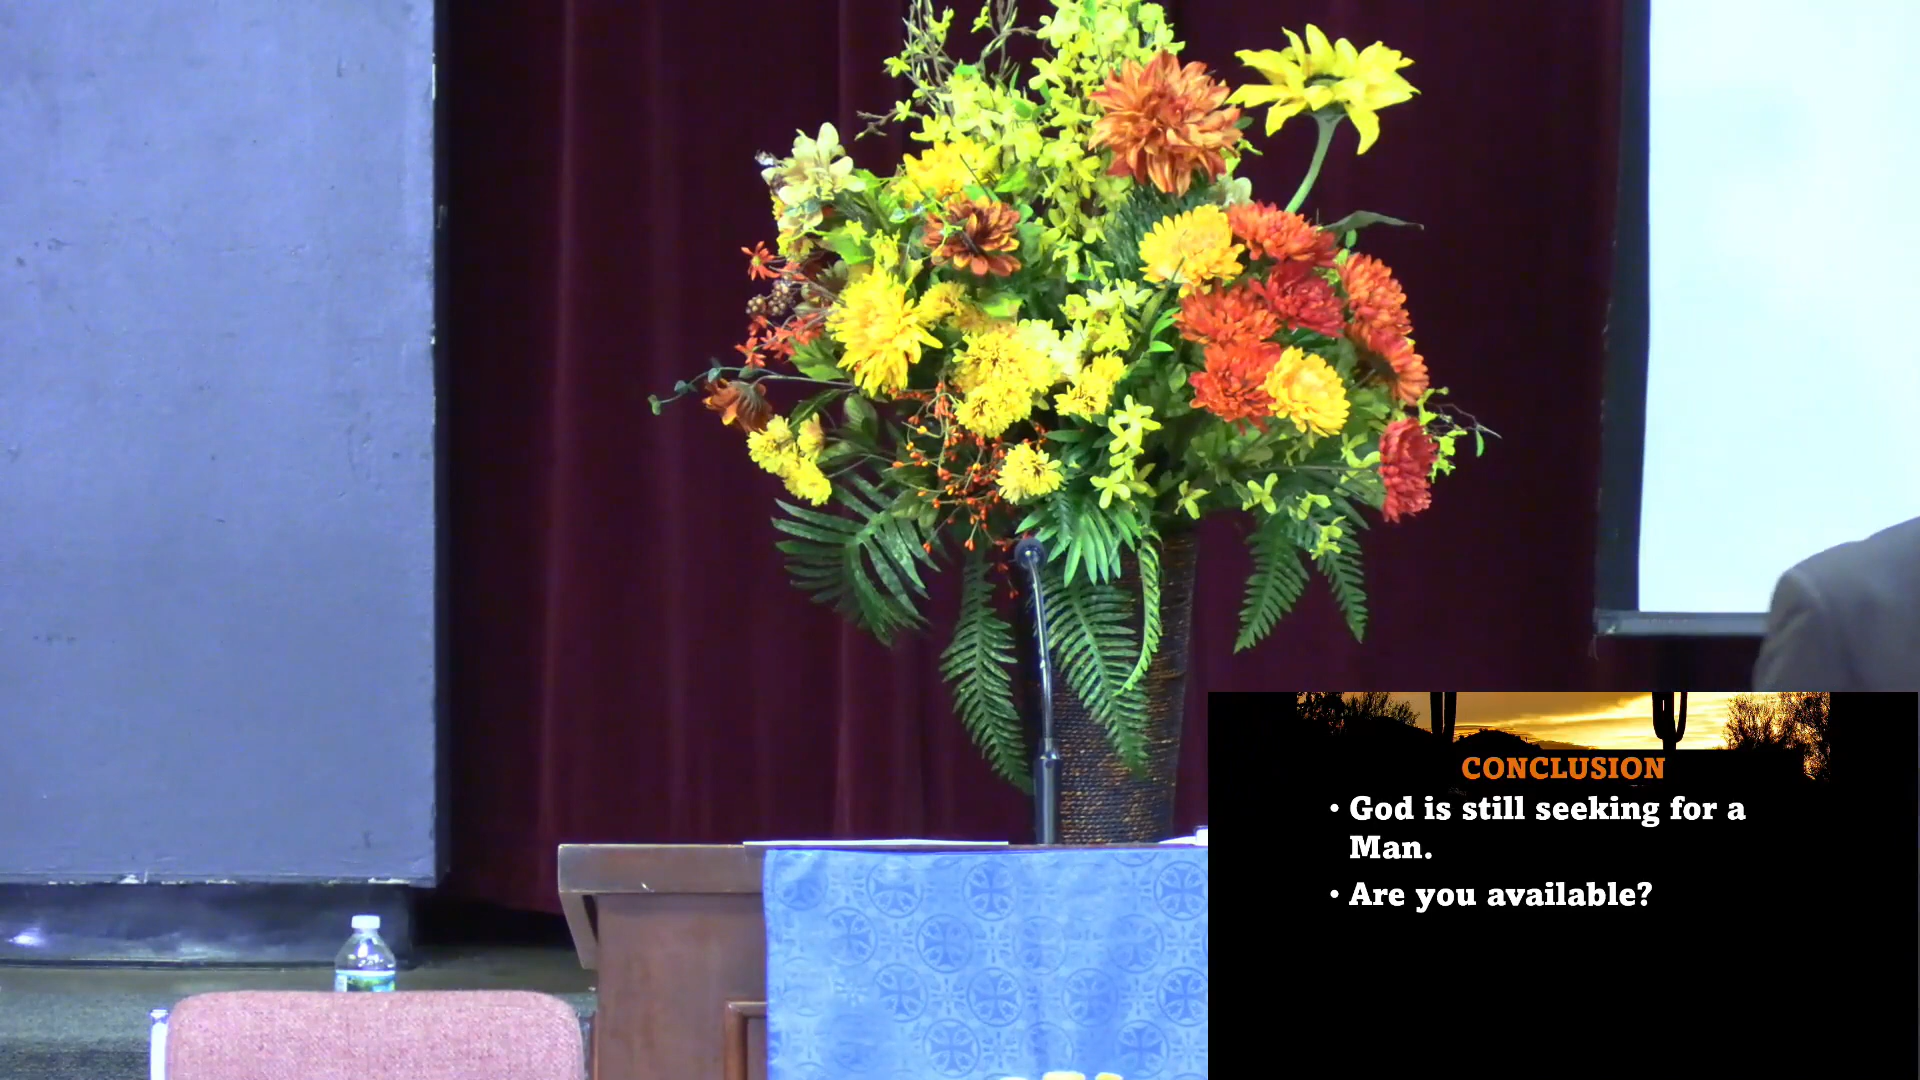 CONCLUSION
• God is still seeking for a
Man.
• Are you available?